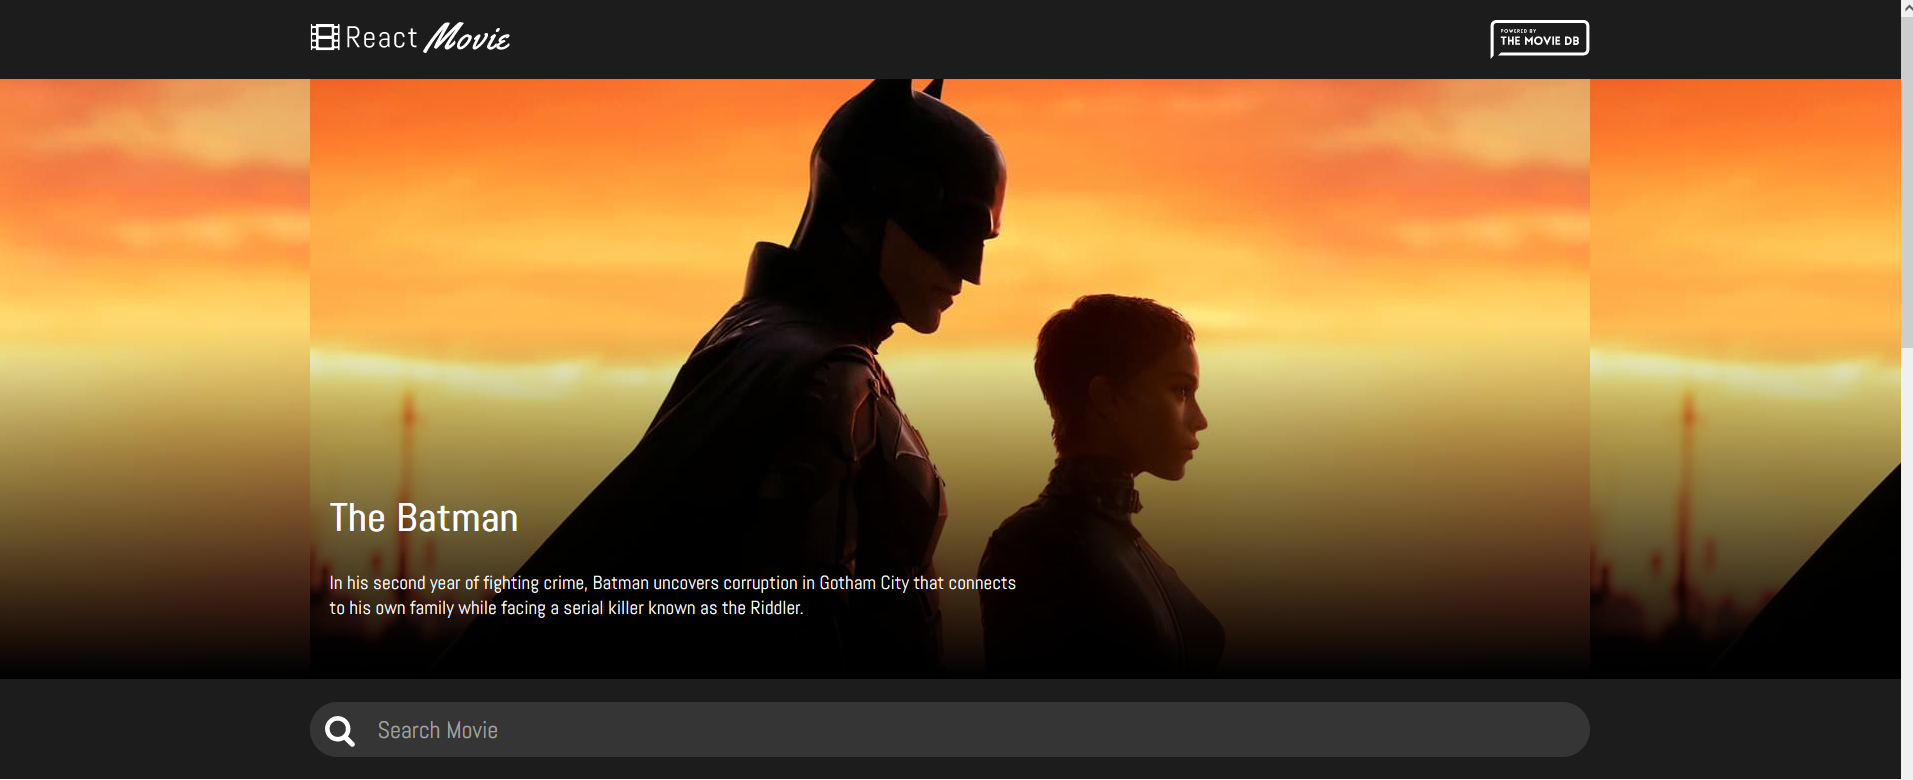 React Movie
POWERED BY
THE MOVIE DB
The Batman
In his second year of fighting crime, Batman uncovers corruption in Gotham City that connects
to his own family while facing a serial killer known as the Riddler.
Search Movie